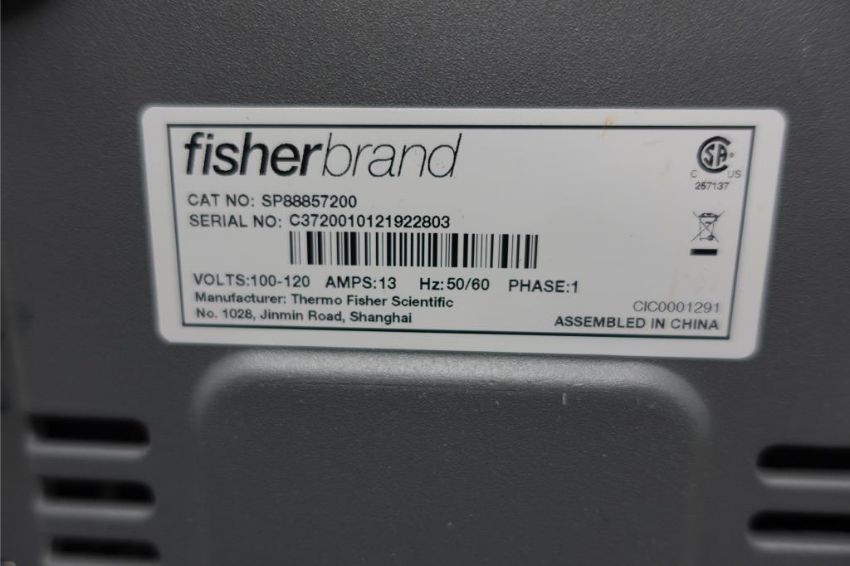 fisherbrand
CAT NO: SP88857200
SERIAL NO: C3720010121922803
VOLTS:100-120 AMPS:13 Hz:50/60 PHASE:1
Manufacturer: Thermo Fisher Scientific
No. 1028, Jinmin Road, Shanghai
SA
C US
257137
CIC0001291
ASSEMBLED IN CHINA